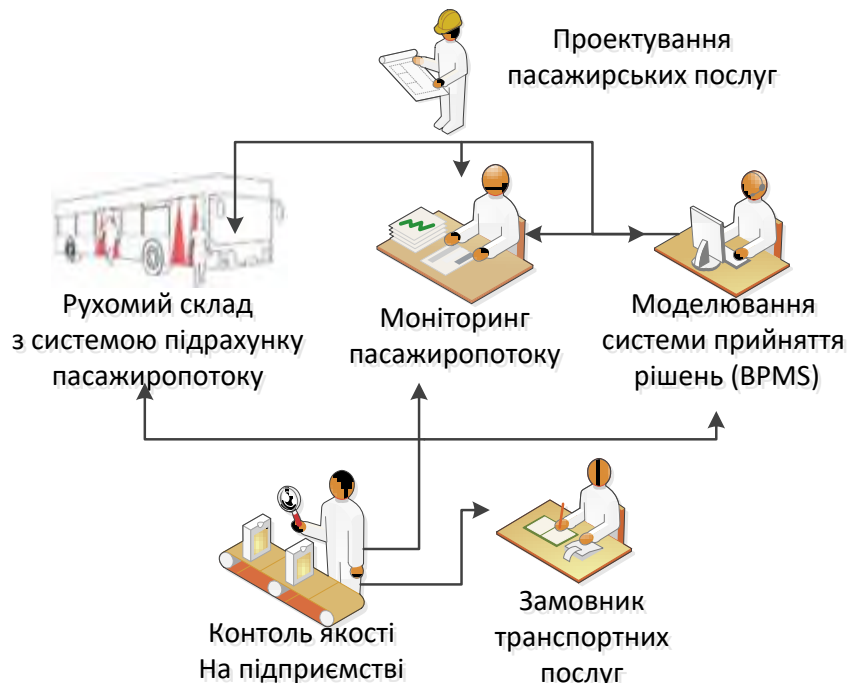 Проектування
пасажирських послуг
Рухомий склад
з системою підрахунку
пасажиропотоку
Моніторинг
пасажиропотоку
Моделювання
системи прийняття
рішень (BPMS)
Контоль якості
На підприємстві
Замовник
транспортних
послуг